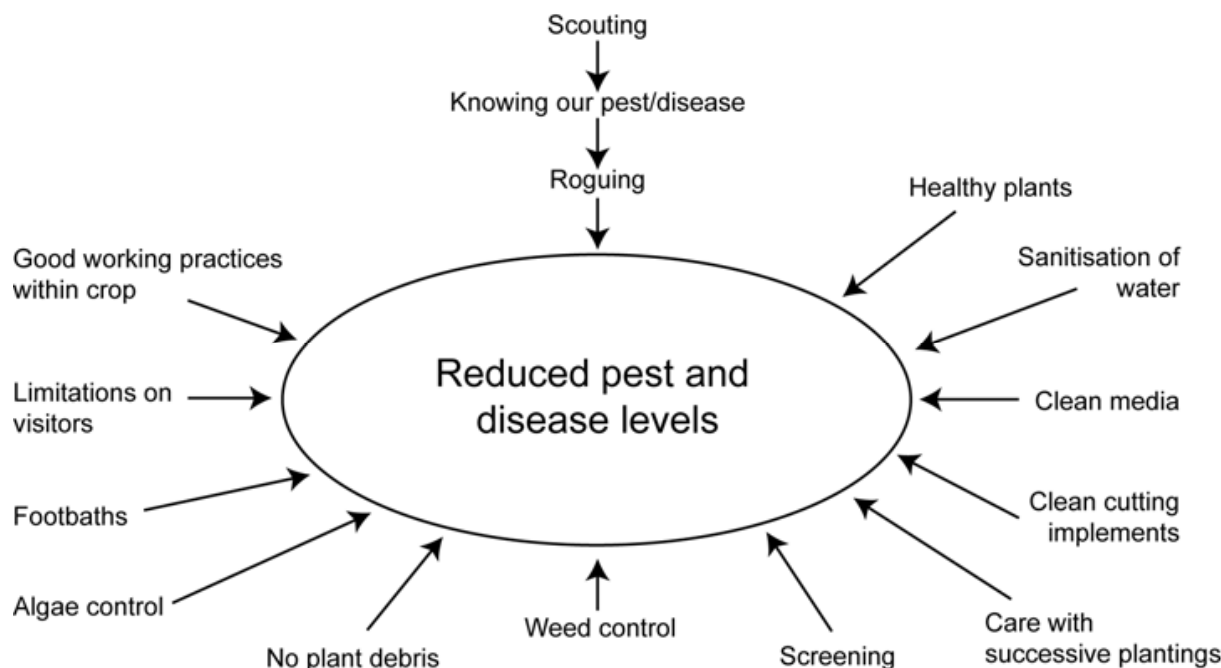 Scouting
Knowing our pest/disease
Roguing
Healthy plants
Good working practices
within crop
Sanitisation of
water
Reduced pest and
disease levels
Limitations on
visitors
Clean media
Footbaths
Clean cutting
implements
Algae control
No plant debris
Weed control
Screening
Care with
successive plantings